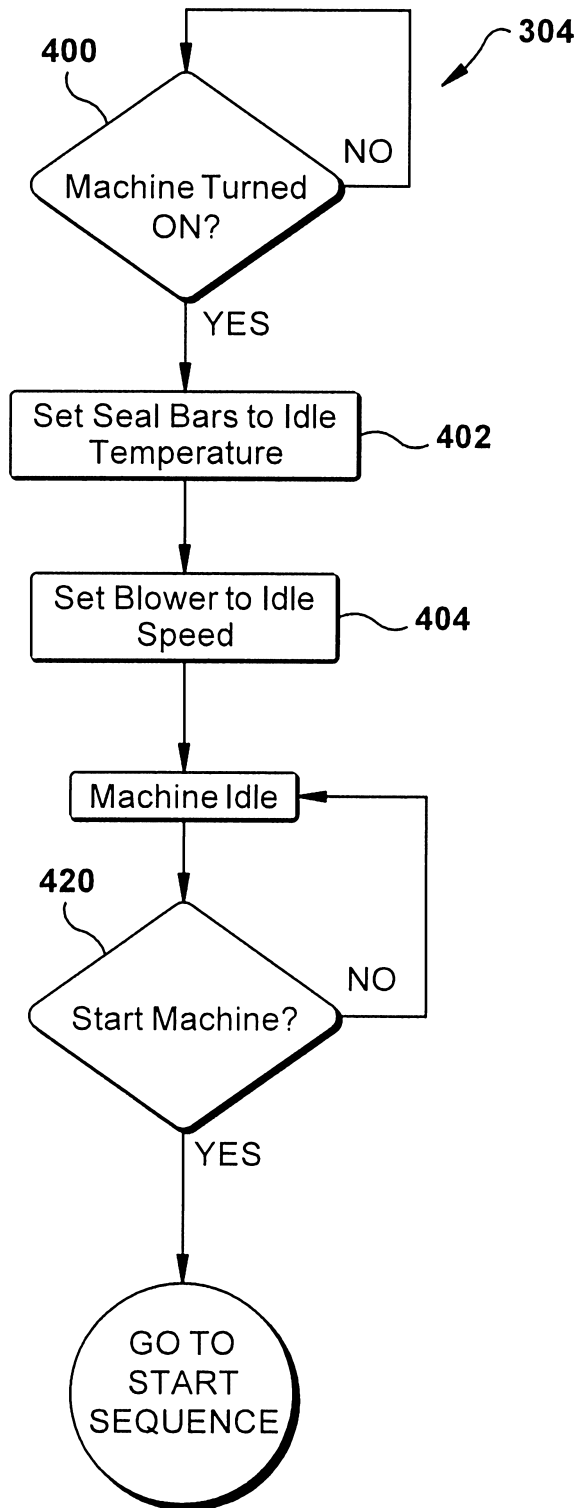 304
400
NO
Machine Turned
ON?
YES
Set Seal Bars to Idle
Temperature
402
Set Blower to Idle
Speed
404
Machine Idle
420
NO
Start Machine?
YES
GO TO
START
SEQUENCE